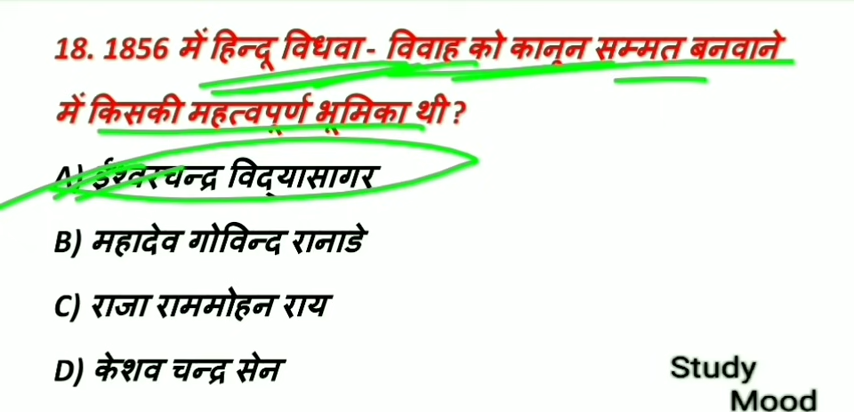 18. 1856 में हिन्दू विधवा - विवाह को कानून सम्मत बनवाने
में किसकी महत्वपुर्ण भूमिका थी?
A) ईश्वरचन्द्र विद्यासागर
B) महादेव गोविन्द रानाडे
C) राजा राममोहन राय
D) केशव चन्द्र सेन
Study
Mood